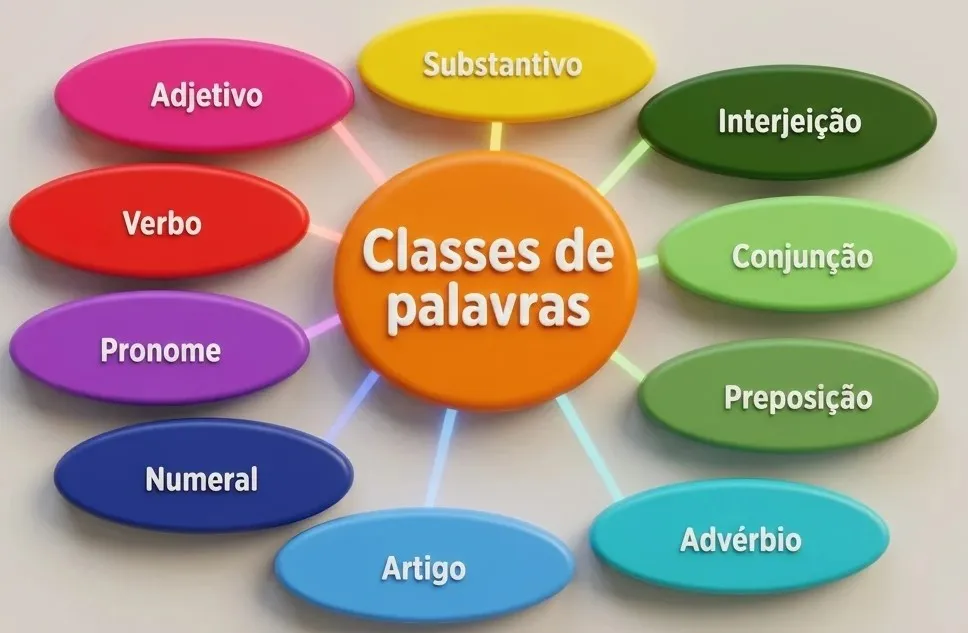 Substantivo
Adjetivo
Interjeição
Verbo
Classes de
palavras
Conjunção
Pronome
Preposição
Numeral
Advérbio
Artigo